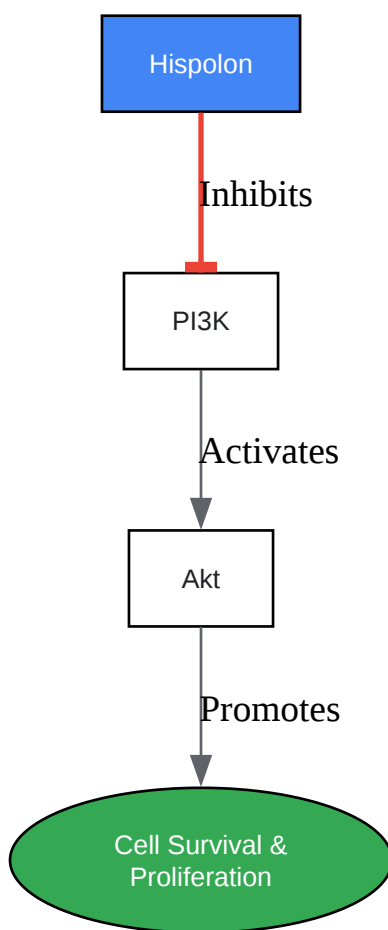 Hispolon
Inhibits
PI3K
Activates
Akt
Promotes
Cell Survival &
Proliferation